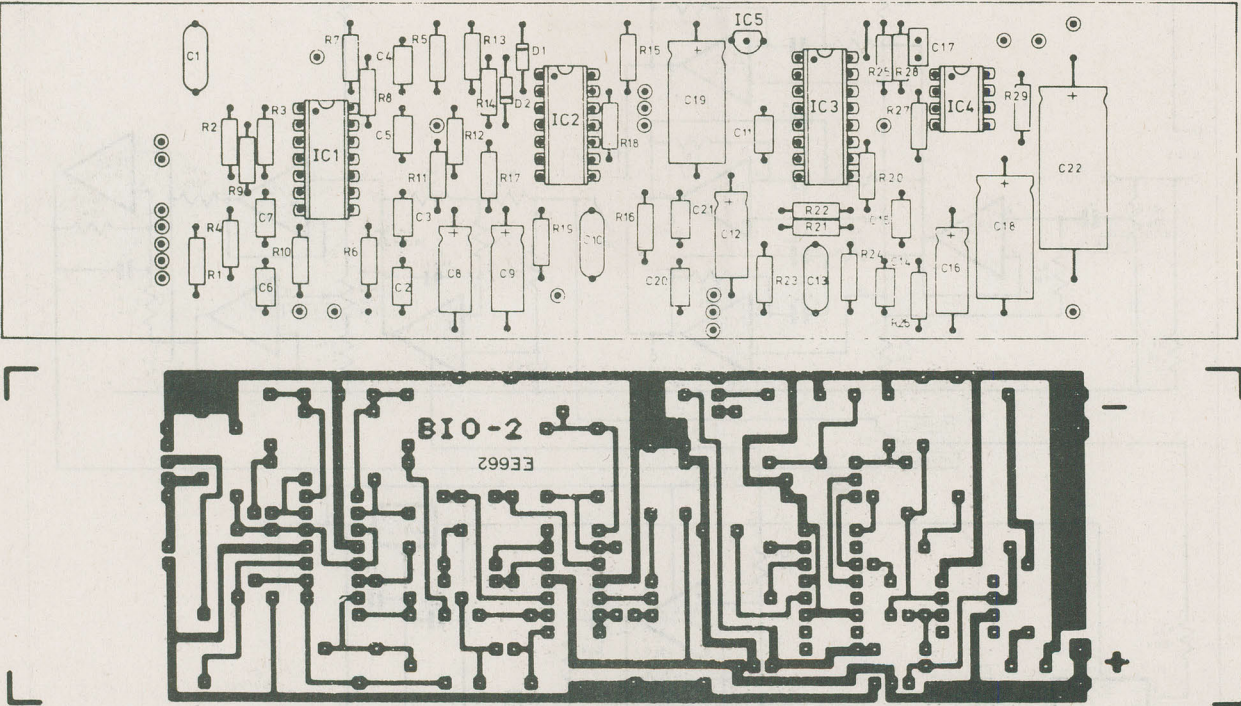 C1
R7
C4
R5
R13
D1
R15
IC5
C17
R25
R28
R8
R14
D2
C19
R27
IC4
R29
R2
R3
C5
R12
IC2
R18
C11
IC3
IC1
C22
R9
R11
R17
R20
C7
C3
R16
C21
C12
R22
R21
C18
R4
R15
C10
R10
R6
C8
C9
R24
C14
C16
R1
C6
C2
C20
R23
C13
R25
+
+
+
+
+
+
+
+
BIO-2
EE662
−
+